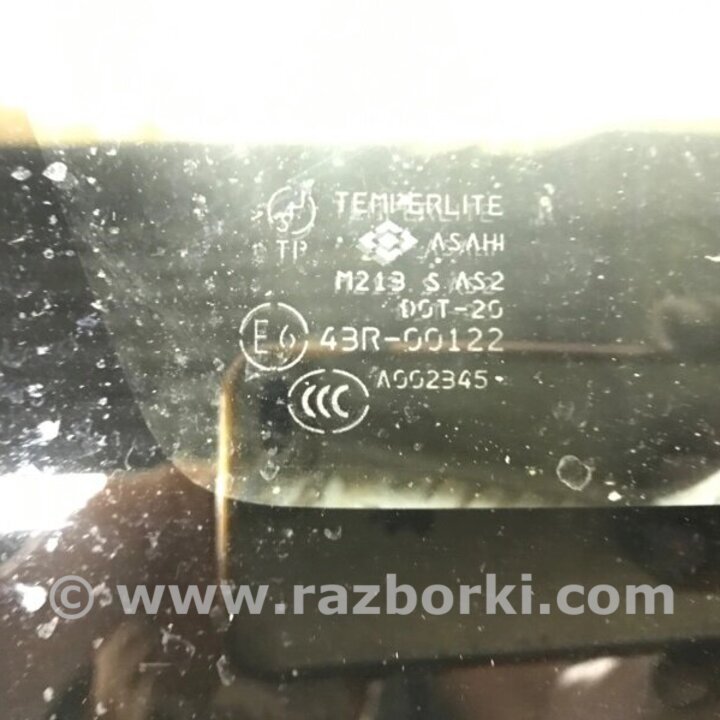 TEMPERLITE
TP ASAHI
M213 S AS2
DOT-20
E6 43R-00122
CCC A002345
© www.razborki.com